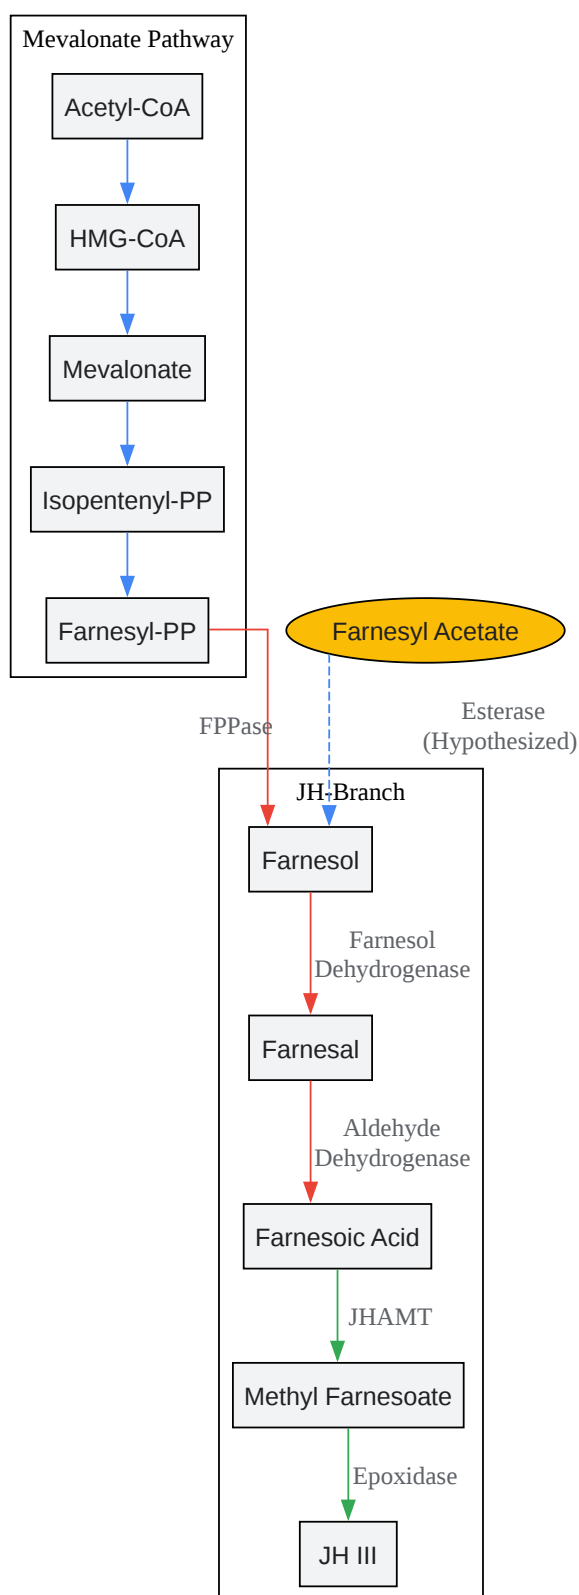 Mevalonate Pathway
Acetyl-CoA
HMG-CoA
Mevalonate
Isopentenyl-PP
Farnesyl-PP
Farnesyl Acetate
FPPase
Esterase
(Hypothesized)
JH-Branch
Farnesol
Farnesol
Dehydrogenase
Farnesal
Aldehyde
Dehydrogenase
Farnesoic Acid
JHAMT
Methyl Farnesoate
Epoxidase
JH III